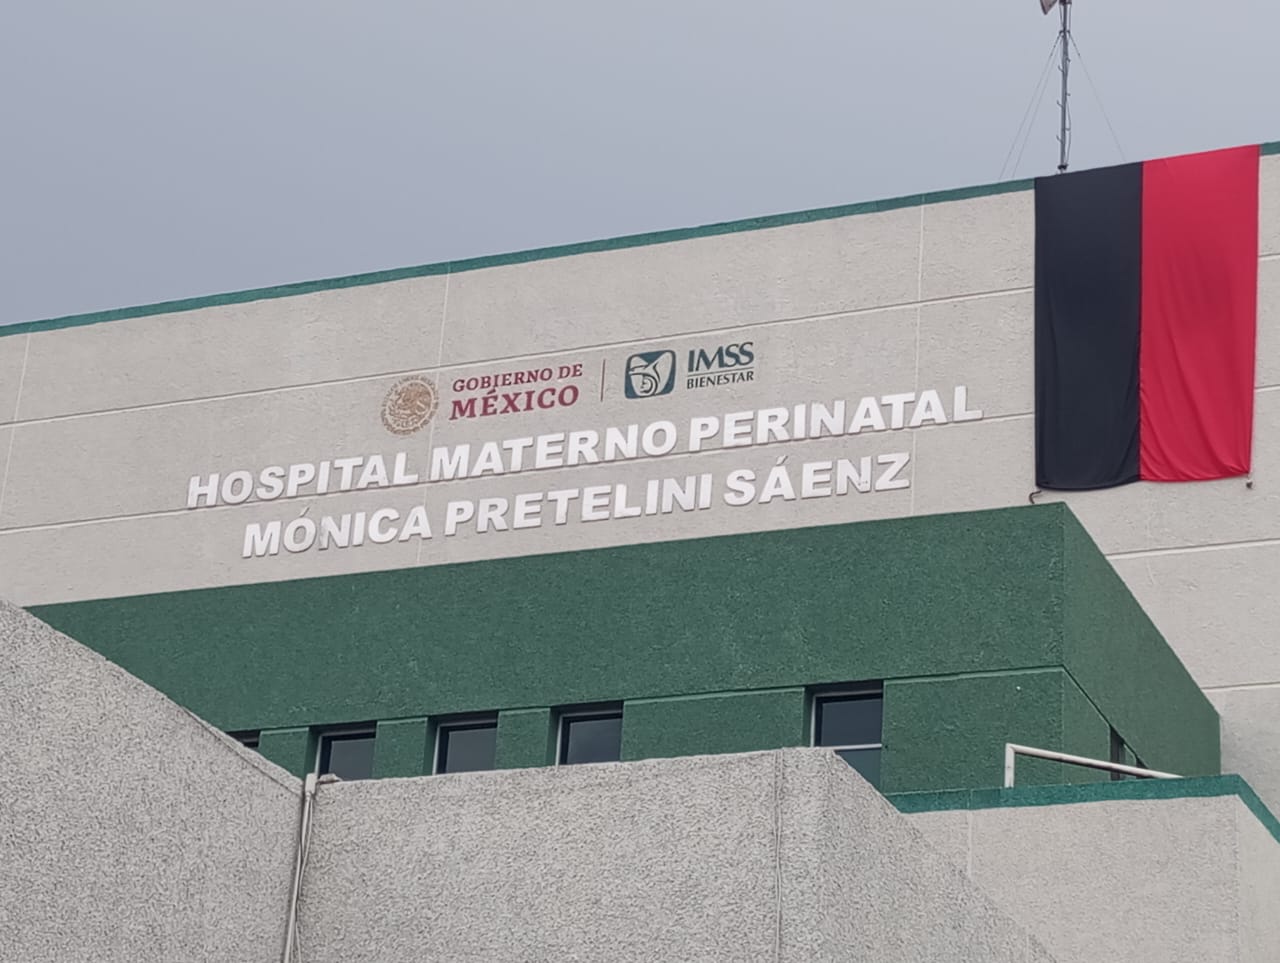 GOBIERNO DE
MÉXICO
IMSS
BIENESTAR
HOSPITAL MATERNO PERINATAL
MÓNICA PRETELINI SÁENZ